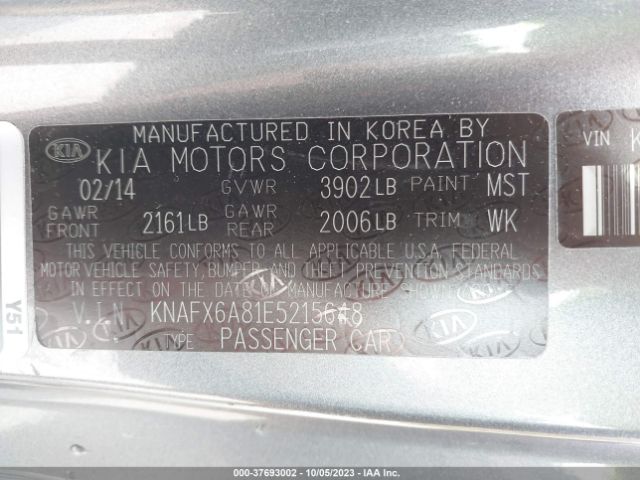 MANUFACTURED IN KOREA BY
KIA KIA MOTORS CORPORATION
02/14 GVWR 3902LB PAINT MST
GAWR FRONT 2161LB GAWR REAR 2006LB TRIM WK
THIS VEHICLE CONFORMS TO ALL APPLICABLE U.S.A. FEDERAL
MOTOR VEHICLE SAFETY BUMPER AND THEFT PREVENTION STANDARDS
IN EFFECT ON THE DATE OF MANUFACTURE SHOWN ABOVE.
V.I.N. KNAFX6A81E5215648
TYPE PASSENGER CAR
VIN K
Y51
000-37693002 - 10/05/2023 - IAA Inc.